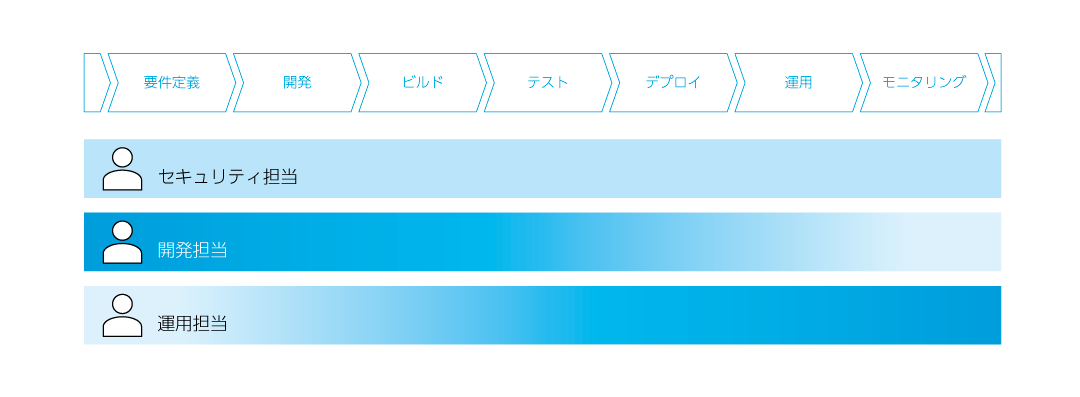 要件定義
開発
ビルド
テスト
デプロイ
運用
モニタリング
セキュリティ担当
開発担当
運用担当